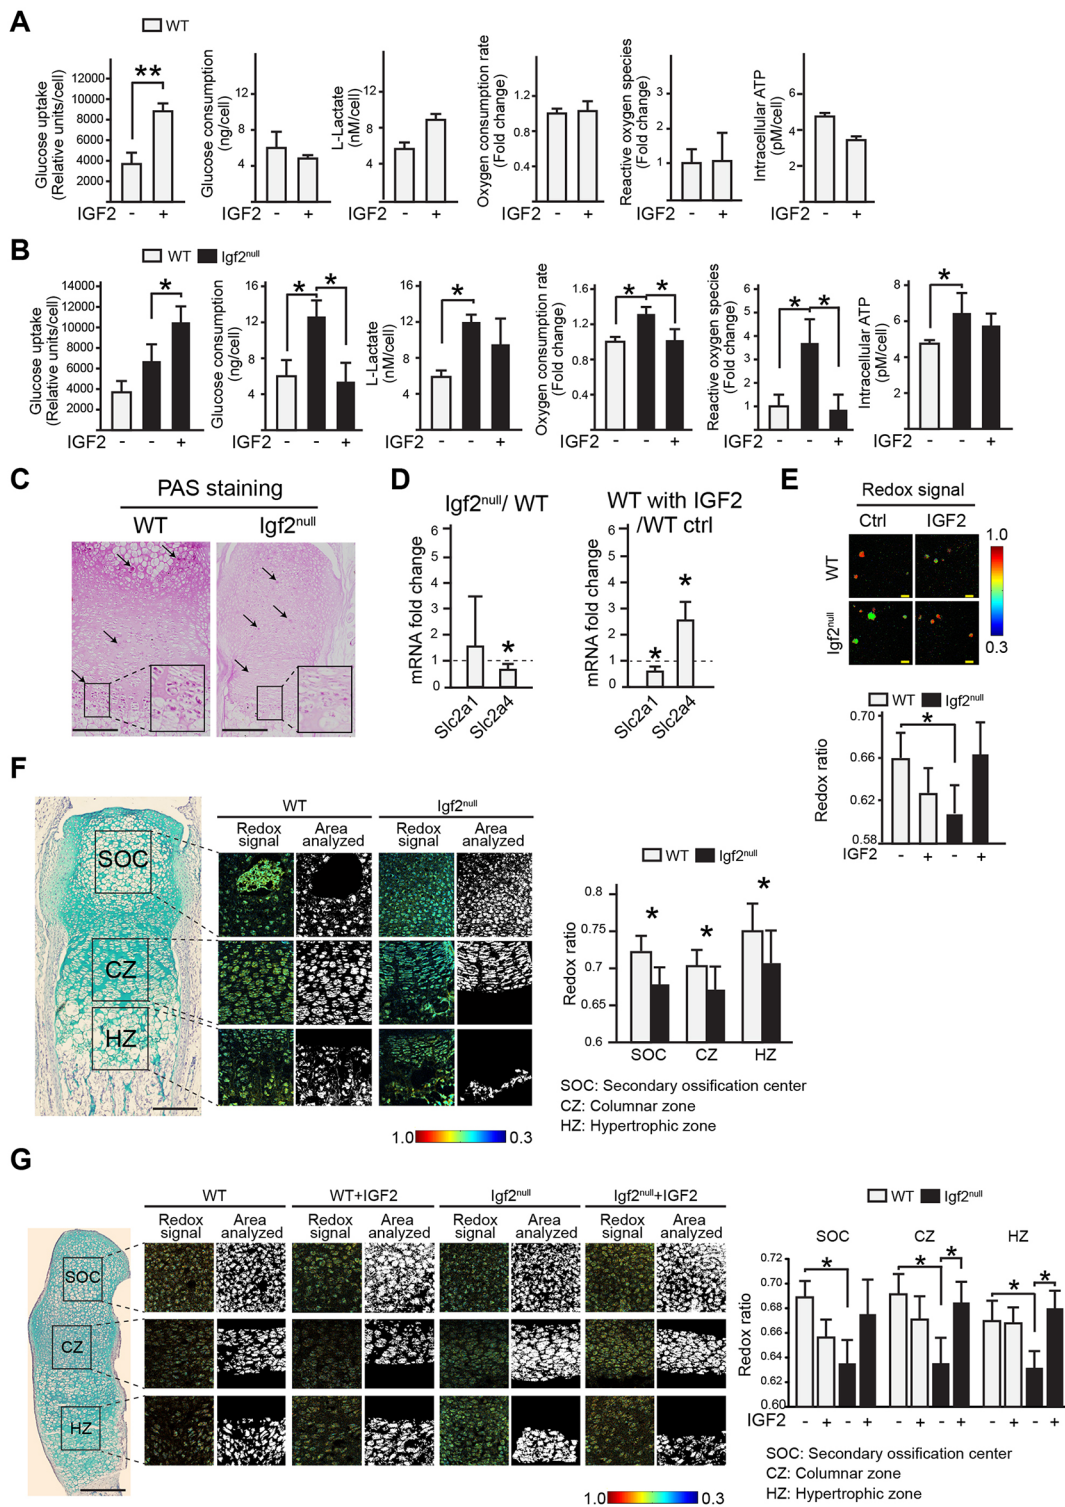 A
WT
Glucose uptake
(Relative units/cell)
12000
10000
8000
6000
4000
2000
**
IGF2 - +
Glucose consumption
(ng/cell)
12
8
4
IGF2 - +
L-Lactate
(nM/cell)
12
8
4
IGF2 - +
Oxygen consumption rate
(Fold change)
1.2
0.8
0.4
IGF2 - +
Reactive oxygen species
(Fold change)
3
2
1
IGF2 - +
Intracellular ATP
(pM/cell)
6
4
2
IGF2 - +
B
WT Igf2null
Glucose uptake
(Relative units/cell)
14000
12000
10000
8000
6000
4000
2000
*
IGF2 - - +
Glucose consumption
(ng/cell)
16
12
8
4
* *
IGF2 - - +
L-Lactate
(nM/cell)
16
12
8
4
*
IGF2 - - +
Oxygen consumption rate
(Fold change)
1.6
1.2
0.8
0.4
* *
IGF2 - - +
Reactive oxygen species
(Fold change)
6
5
4
3
2
1
* *
IGF2 - - +
Intracellular ATP
(pM/cell)
8
6
4
2
*
IGF2 - - +
C
PAS staining
WT Igf2null
D
Igf2null/ WT
mRNA fold change
6
5
4
3
2
1
0
*
Slc2a1
Slc2a4
WT with IGF2
/WT ctrl
mRNA fold change
6
5
4
3
2
1
0
*
*
Slc2a1
Slc2a4
E
Redox signal
Ctrl IGF2
WT
Igf2null
1.0
0.3
WT Igf2null
Redox ratio
0.70
0.66
0.62
0.58
*
IGF2 - + - +
F
SOC
CZ
HZ
WT Igf2null
Redox signal
Area analyzed
Redox signal
Area analyzed
1.0 0.3
WT Igf2null
Redox ratio
0.8
0.75
0.7
0.65
0.6
* * *
SOC CZ HZ
SOC: Secondary ossification center
CZ: Columnar zone
HZ: Hypertrophic zone
G
SOC
CZ
HZ
WT WT+IGF2 Igf2null Igf2null+IGF2
Redox signal
Area analyzed
Redox signal
Area analyzed
Redox signal
Area analyzed
Redox signal
Area analyzed
1.0 0.3
WT Igf2null
SOC CZ HZ
Redox ratio
0.72
0.70
0.68
0.66
0.64
0.62
0.60
* * * * *
IGF2 - + - + - + - + - + - +
SOC: Secondary ossification center
CZ: Columnar zone
HZ: Hypertrophic zone